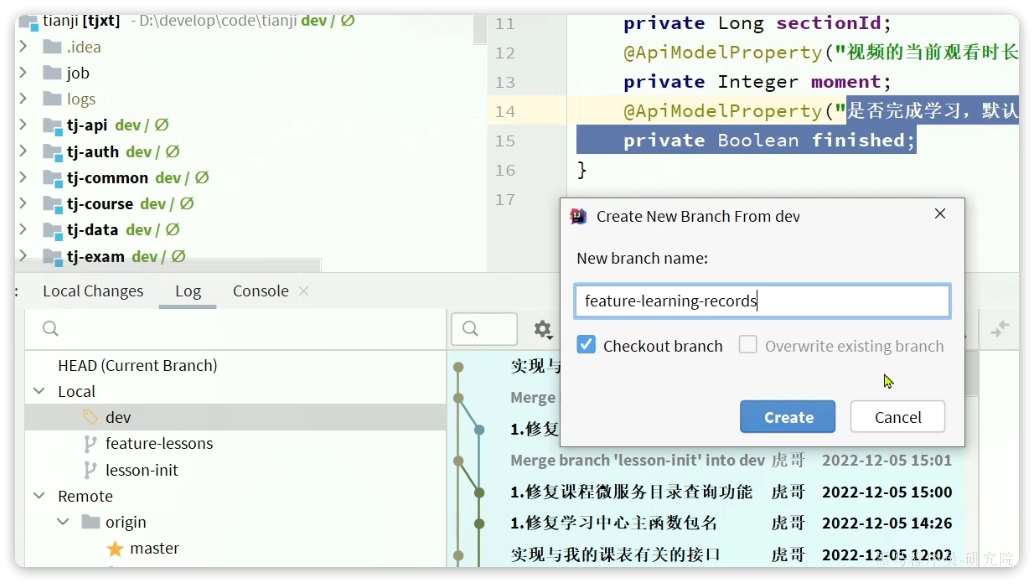 tianji [tjxt] - D:\develop\code\tianji dev / Ø
.idea
job
logs
tj-api dev / Ø
tj-auth dev / Ø
tj-common dev / Ø
tj-course dev / Ø
tj-data dev / Ø
tj-exam dev / Ø
11 private Long sectionId;
12 @ApiModelProperty("视频的当前观看时长
13 private Integer moment;
14 @ApiModelProperty("是否完成学习，默认
15 private Boolean finished;
16 }
17
Create New Branch From dev
New branch name:
feature-learning-records
Checkout branch Overwrite existing branch
Create Cancel
: Local Changes Log Console
HEAD (Current Branch)
Local
dev
feature-lessons
lesson-init
Remote
origin
master
实现与
Merge
1.修复
Merge branch 'lesson-init' into dev 虎哥 2022-12-05 15:01
1.修复课程微服务目录查询功能 虎哥 2022-12-05 15:00
1.修复学习中心主函数包名 虎哥 2022-12-05 14:26
实现与我的课表有关的接口 虎哥 2022-12-05 12:02